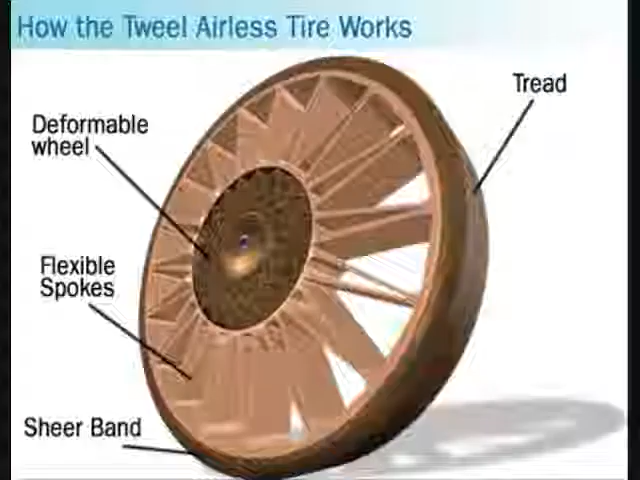 How the Tweel Airless Tire Works
Tread
Deformable
wheel
Flexible
Spokes
Sheer Band